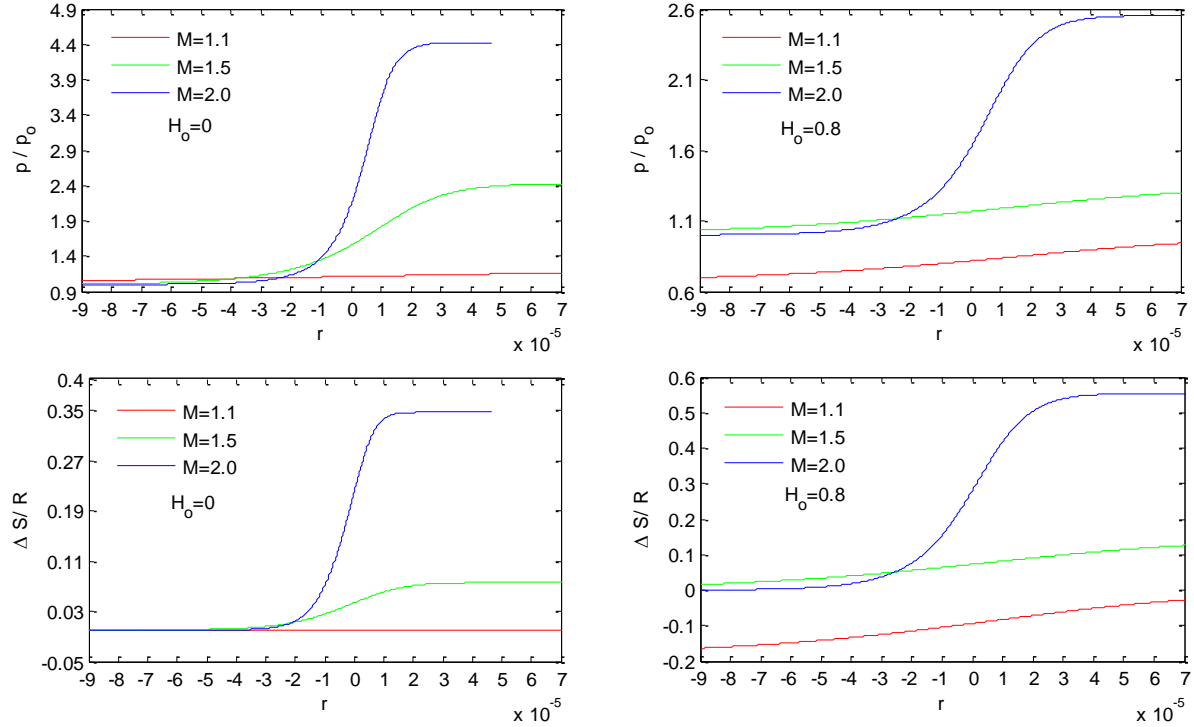 4.9
4.4
3.9
3.4
2.9
2.4
1.9
1.4
0.9
p / po
M=1.1
M=1.5
M=2.0
Ho=0
-9 -8 -7 -6 -5 -4 -3 -2 -1 0 1 2 3 4 5 6 7
r
x 10-5
2.6
2.1
1.6
1.1
0.6
p / po
M=1.1
M=1.5
M=2.0
Ho=0.8
-9 -8 -7 -6 -5 -4 -3 -2 -1 0 1 2 3 4 5 6 7
r
x 10-5
0.4
0.35
0.27
0.19
0.11
0.03
-0.05
Δ S/ R
M=1.1
M=1.5
M=2.0
Ho=0
-9 -8 -7 -6 -5 -4 -3 -2 -1 0 1 2 3 4 5 6 7
r
x 10-5
0.6
0.5
0.4
0.3
0.2
0.1
0
-0.1
-0.2
Δ S/ R
M=1.1
M=1.5
M=2.0
Ho=0.8
-9 -8 -7 -6 -5 -4 -3 -2 -1 0 1 2 3 4 5 6 7
r
x 10-5